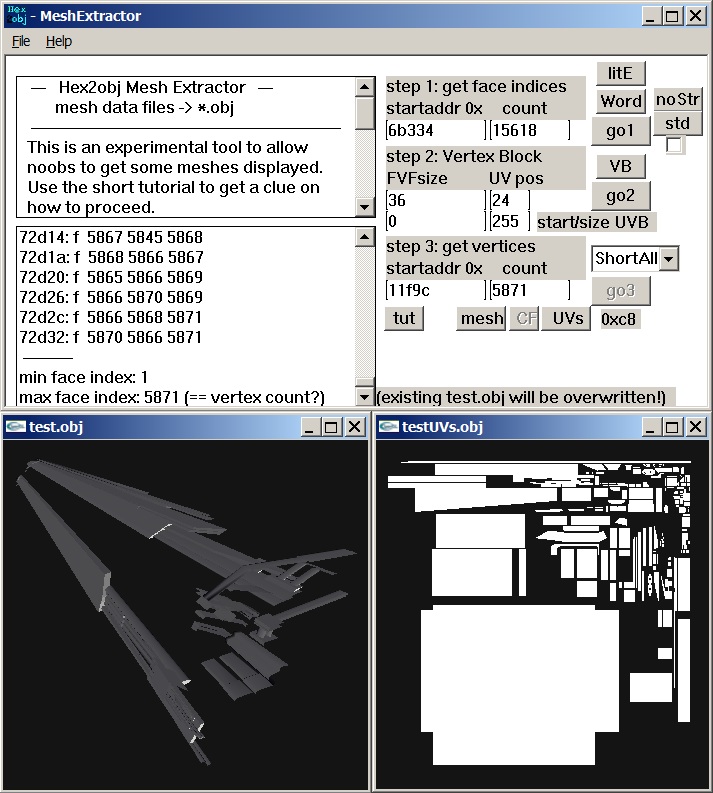 Hex
obj
- MeshExtractor
File Help
— Hex2obj Mesh Extractor —
mesh data files -> *.obj
This is an experimental tool to allow
noobs to get some meshes displayed.
Use the short tutorial to get a clue on
how to proceed.
72d14: f 5867 5845 5868
72d1a: f 5868 5866 5867
72d20: f 5865 5866 5869
72d26: f 5866 5870 5869
72d2c: f 5866 5868 5871
72d32: f 5870 5866 5871
min face index: 1
max face index: 5871 (== vertex count?)
step 1: get face indices
startaddr 0x count
6b334 15618
litE
Word
noStr
go1
std
step 2: Vertex Block
FVFsize UV pos
36 24
0 255 start/size UVB
VB
go2
step 3: get vertices
startaddr 0x count
11f9c 5871
ShortAll
go3
tut mesh CF UVs 0xc8
(existing test.obj will be overwritten!)
test.obj
testUVs.obj